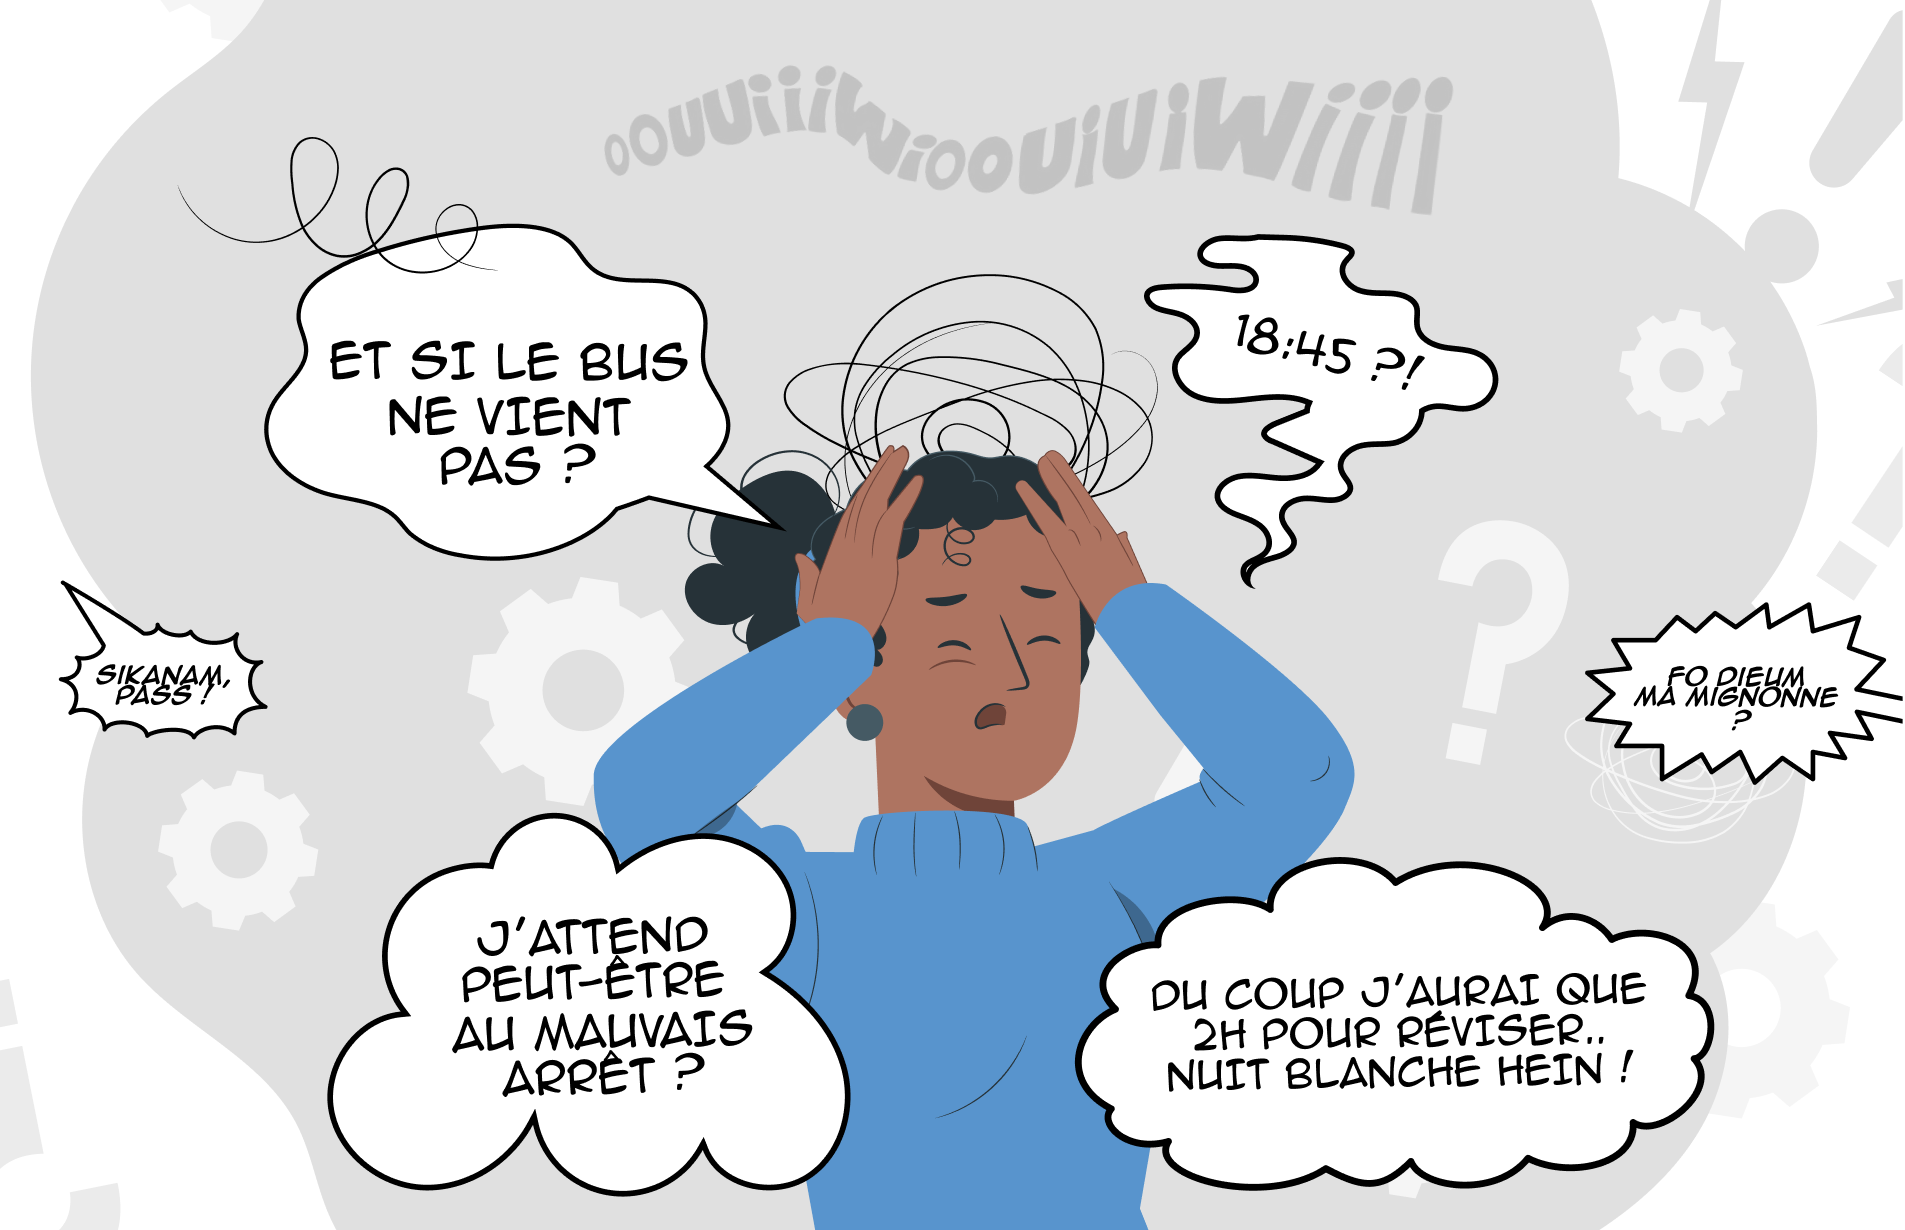 oouuuiiiWiioouiUiWiiii
ET SI LE BUS
NE VIENT
PAS ?
18:45 ?!
SIKANAM,
PASS !
FO DIEUM
MA MIGNONNE
?
J'ATTEND
PEUT-ÊTRE
AU MAUVAIS
ARRÊT ?
DU COUP J'AURAI QUE
2H POUR RÉVISER..
NUIT BLANCHE HEIN !